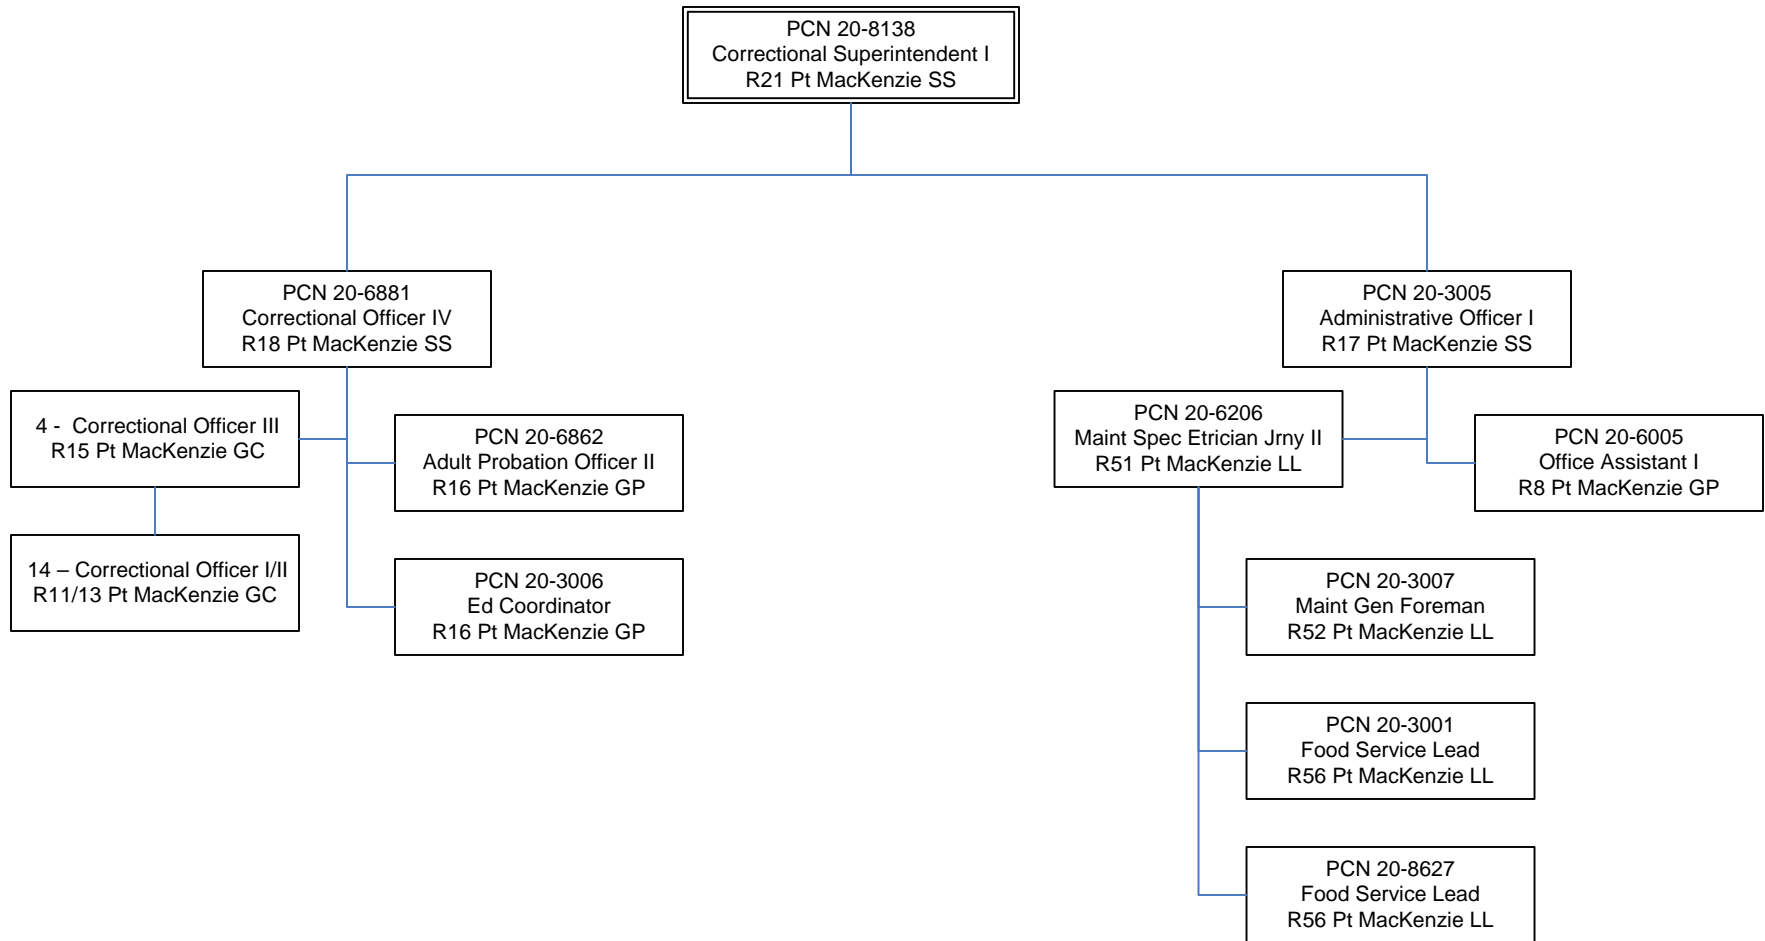 PCN 20-8138
Correctional Superintendent I
R21 Pt MacKenzie SS
PCN 20-6881
Correctional Officer IV
R18 Pt MacKenzie SS
PCN 20-3005
Administrative Officer I
R17 Pt MacKenzie SS
4 - Correctional Officer III
R15 Pt MacKenzie GC
PCN 20-6862
Adult Probation Officer II
R16 Pt MacKenzie GP
PCN 20-6206
Maint Spec Etrician Jrny II
R51 Pt MacKenzie LL
PCN 20-6005
Office Assistant I
R8 Pt MacKenzie GP
14 – Correctional Officer I/II
R11/13 Pt MacKenzie GC
PCN 20-3006
Ed Coordinator
R16 Pt MacKenzie GP
PCN 20-3007
Maint Gen Foreman
R52 Pt MacKenzie LL
PCN 20-3001
Food Service Lead
R56 Pt MacKenzie LL
PCN 20-8627
Food Service Lead
R56 Pt MacKenzie LL